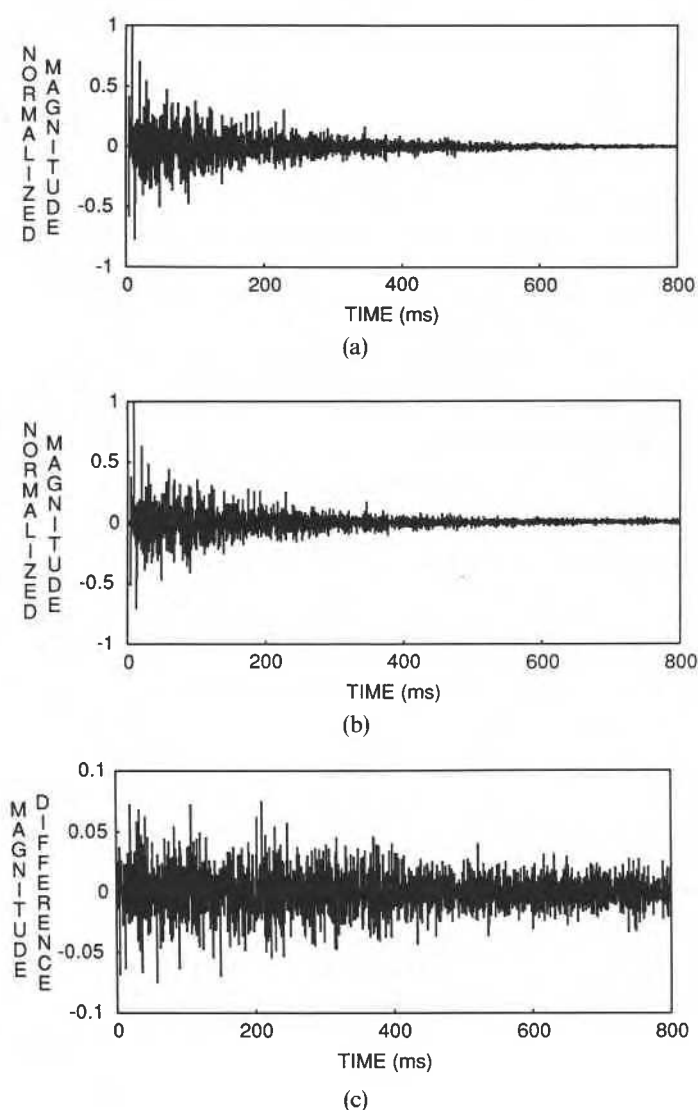 NORMALIZED
MAGNITUDE
1
0.5
0
-0.5
-1
0
200
400
600
800
TIME (ms)
(a)
NORMALIZED
MAGNITUDE
1
0.5
0
-0.5
-1
0
200
400
600
800
TIME (ms)
(b)
MAGNITUDE
DIFFERENCE
0.1
0.05
0
-0.05
-0.1
0
200
400
600
800
TIME (ms)
(c)